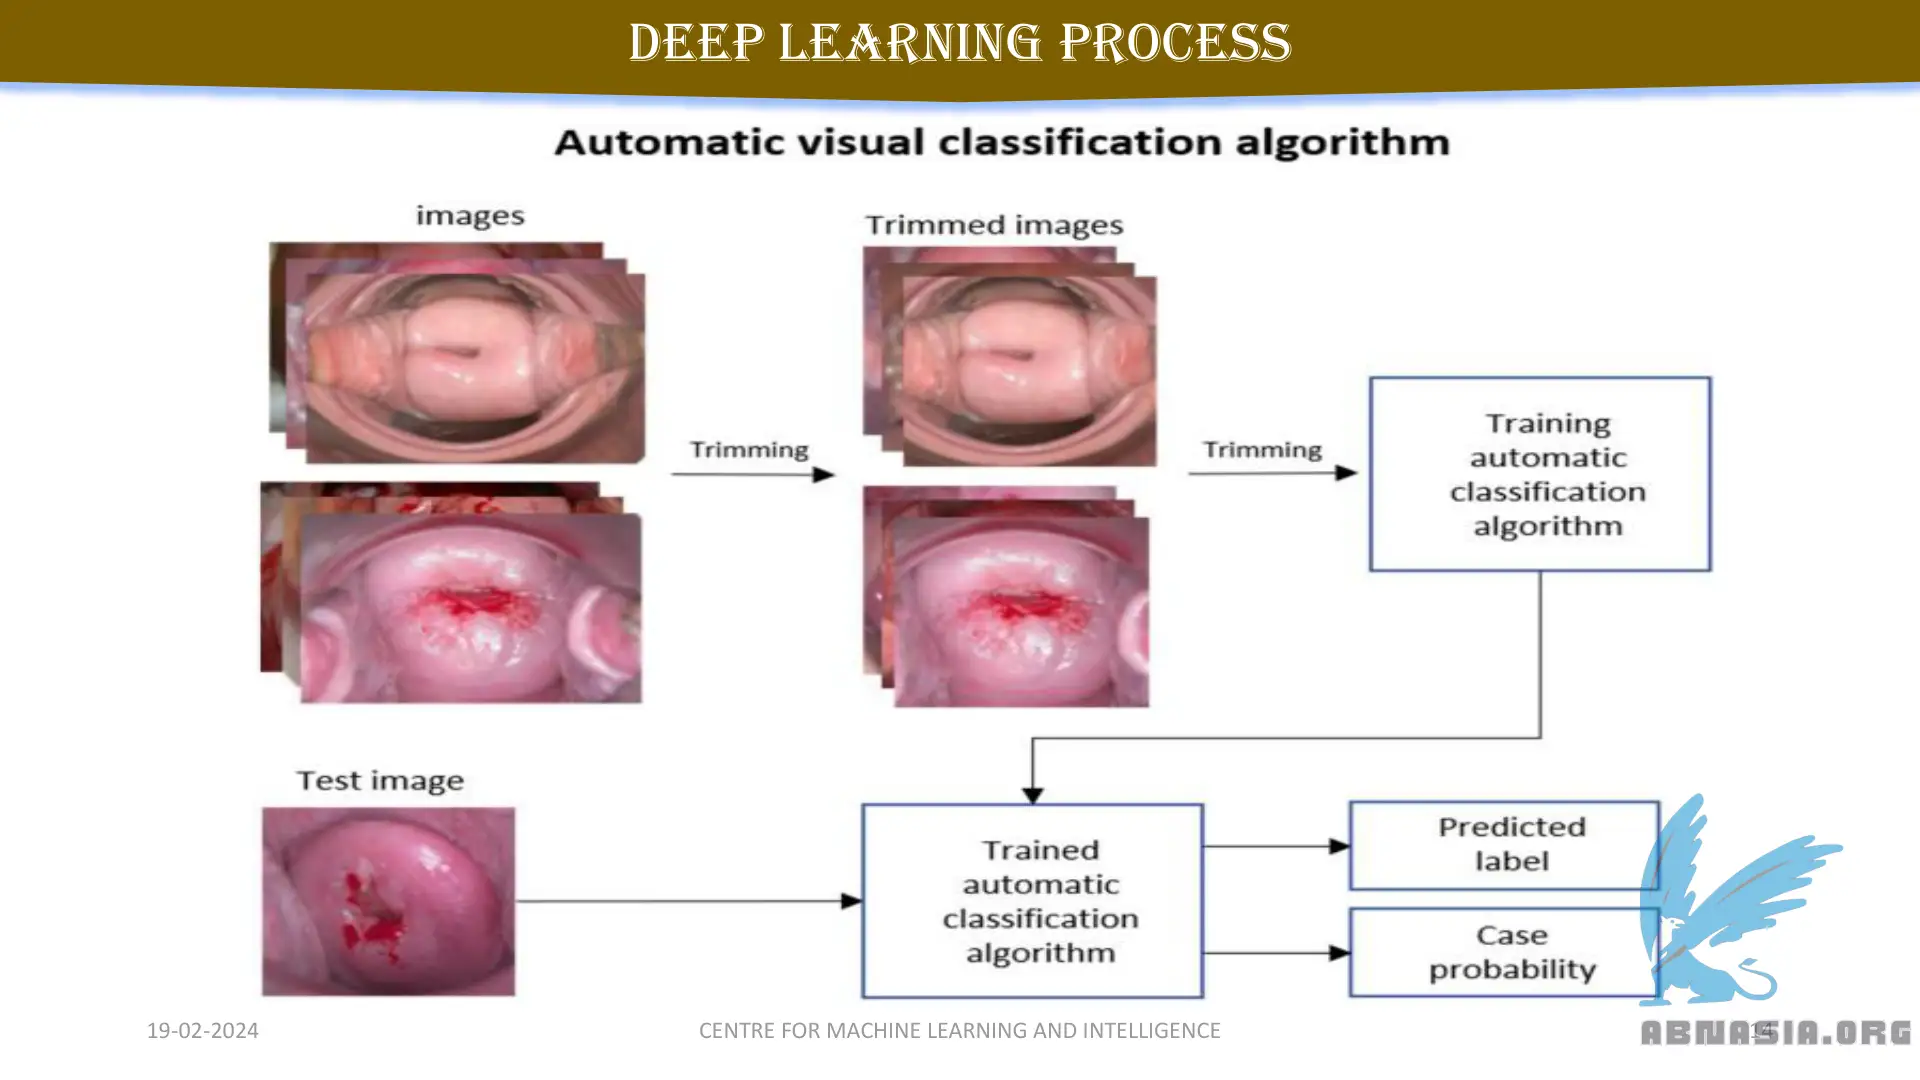 DEEP LEARNING PROCESS
Automatic visual classification algorithm
images
Trimmed images
Trimming
Trimming
Training
automatic
classification
algorithm
Test image
Trained
automatic
classification
algorithm
Predicted
label
Case
probability
19-02-2024
CENTRE FOR MACHINE LEARNING AND INTELLIGENCE
14
ABNASIA.ORG